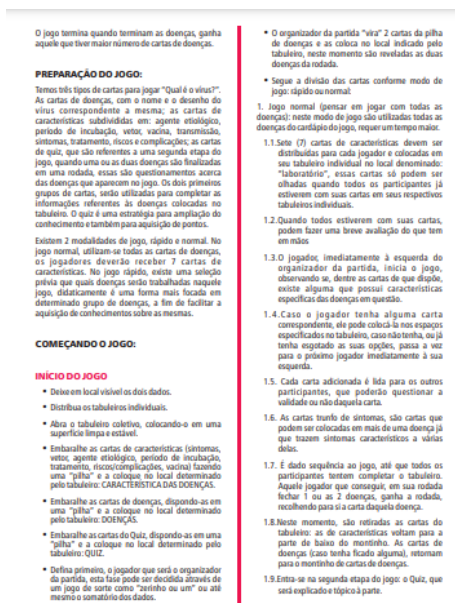 O jogo termina quando terminam as doenças, ganha
aquele que tiver maior número de cartas de doenças.
PREPARAÇÃO DO JOGO:
Temos três tipos de cartas para jogar "Qual é o vírus?".
As cartas de doenças, com o nome e o desenho do
vírus correspondente a mesma; as cartas de
características subdivididas em: agente etiológico,
período de incubação, vetor, vacina, transmissão,
sintomas, tratamento, riscos e complicações; as cartas
de quiz, que são referentes a uma segunda etapa do
jogo, quando uma ou as duas doenças são finalizadas
em uma rodada, essas são questionamentos acerca
das doenças que aparecem no jogo. Os dois primeiros
grupos de cartas, serão utilizadas para completar as
informações referentes às doenças colocadas no
tabuleiro. O quiz é uma estratégia para ampliação do
conhecimento e também para aquisição de pontos.
Existem 2 modalidades de jogo, rápido e normal. No
jogo normal, utilizam-se todas as cartas de doenças,
os jogadores deverão receber 7 cartas de
características. No jogo rápido, existe uma seleção
prévia que quais doenças serão trabalhadas naquele
jogo, didaticamente é uma forma mais focada em
determinado grupo de doenças, a fim de facilitar a
aquisição de conhecimentos sobre as mesmas.
COMEÇANDO O JOGO:
INÍCIO DO JOGO
• Deixe em local visível os dois dados.
• Distribua os tabuleiros individuais.
• Abra o tabuleiro coletivo, colocando-o em uma
superfície limpa e estável.
• Embaralhe as cartas de características (sintomas,
vetor, agente etiológico, período de incubação,
tratamento, riscos/complicações, vacina) fazendo
uma "pilha" e a coloque no local determinado
pelo tabuleiro: CARACTERÍSTICA DAS DOENÇAS.
• Embaralhe as cartas de doenças, dispondo-as em
uma "pilha" e a coloque no local determinado
pelo tabuleiro: DOENÇAS.
• Embaralhe as cartas do Quiz, dispondo-as em uma
"pilha" e a coloque no local determinado pelo
tabuleiro: QUIZ.
• Defina primeiro, o jogador que será o organizador
da partida, esta fase pode ser decidida através de
um jogo de sorte como "zerinho ou um" ou até
mesmo o somatório dos dados.
• O organizador da partida "vira" 2 cartas da pilha
de doenças e as coloca no local indicado pelo
tabuleiro, neste momento são reveladas as duas
doenças da rodada.
• Segue a divisão das cartas conforme modo de
jogo: rápido ou normal:
1. Jogo normal (pensar em jogar com todas as
doenças): neste modo de jogo são utilizadas todas as
doenças do cardápio do jogo, requer um tempo maior.
1.1.Sete (7) cartas de características devem ser
distribuídas para cada jogador e colocadas em
seu tabuleiro individual no local denominado:
"laboratório", essas cartas só podem ser
olhadas quando todos os participantes já
estiverem com suas cartas em seus respectivos
tabuleiros individuais.
1.2.Quando todos estiverem com suas cartas,
podem fazer uma breve avaliação do que tem
em mãos
1.3.O jogador, imediatamente à esquerda do
organizador da partida, inicia o jogo,
observando se, dentre as cartas de que dispõe,
existe alguma que possui características
específicas das doenças em questão.
1.4.Caso o jogador tenha alguma carta
correspondente, ele pode colocá-la nos espaços
especificados no tabuleiro, caso não tenha, ou já
tenha esgotado as suas opções, passa a vez
para o próximo jogador imediatamente à sua
esquerda.
1.5. Cada carta adicionada é lida para os outros
participantes, que poderão questionar a
validade ou não daquela carta.
1.6. As cartas trunfo de sintomas, são cartas que
podem ser colocadas em mais de uma doença já
que trazem sintomas característicos a várias
delas.
1.7. É dado sequência ao jogo, até que todos os
participantes tentem completar o tabuleiro.
Aquele jogador que conseguir, em sua rodada
fechar 1 ou as 2 doenças, ganha a rodada,
recolhendo para si a carta daquela doença.
1.8.Neste momento, são retiradas as cartas do
tabuleiro: as de características voltam para a
parte de baixo do montinho. As cartas de
doenças (caso tenha ficado alguma), retornam
para o montinho de cartas de doenças.
1.9.Entra-se na segunda etapa do jogo: o Quiz, que
será explicado e tópico à parte.